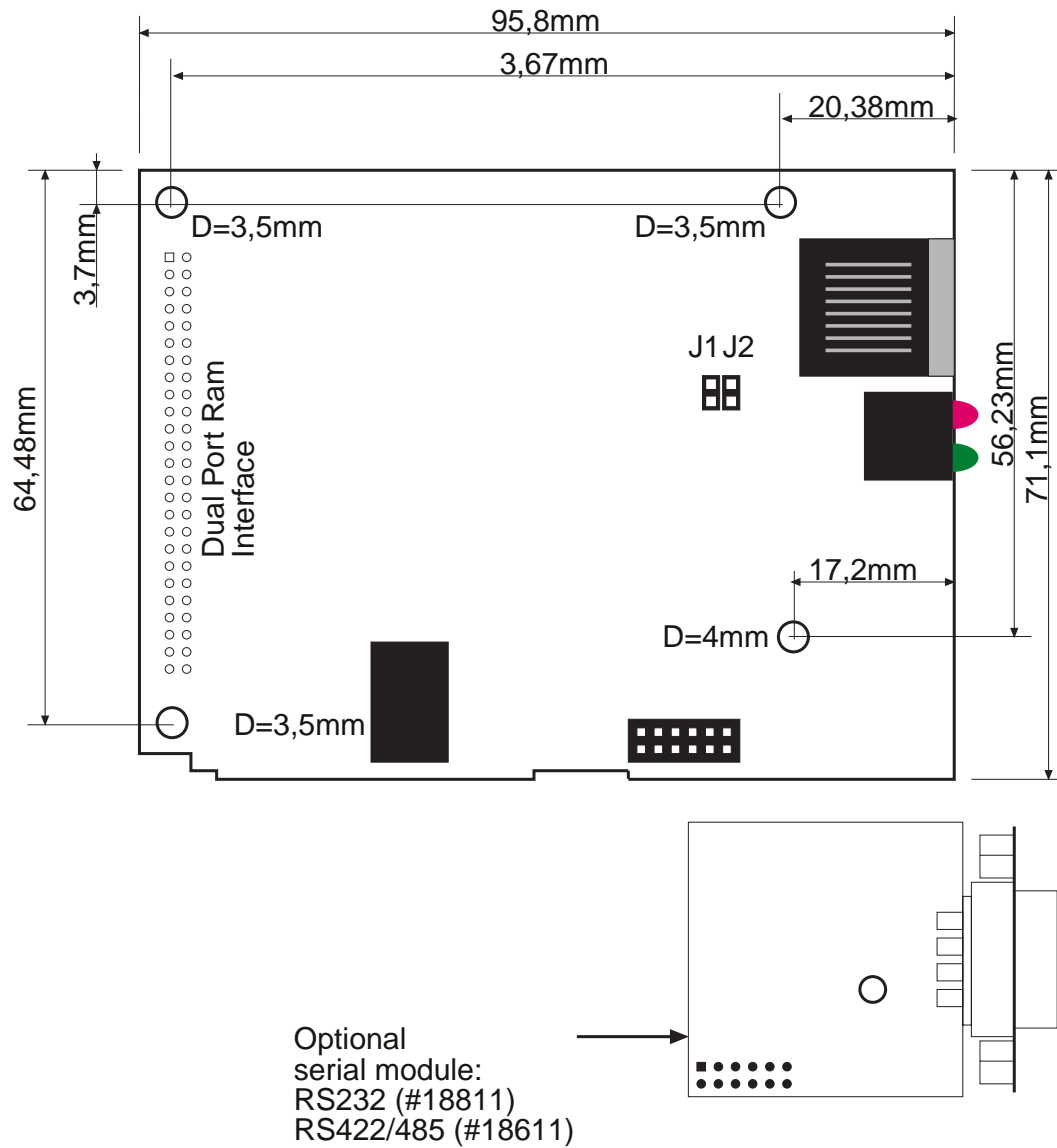 95,8mm
3,67mm
20,38mm
D=3,5mm
D=3,5mm
3,7mm
J1 J2
64,48mm
Dual Port Ram
Interface
56,23mm
71,1mm
17,2mm
D=4mm
D=3,5mm
Optional
serial module:
RS232 (#18811)
RS422/485 (#18611)